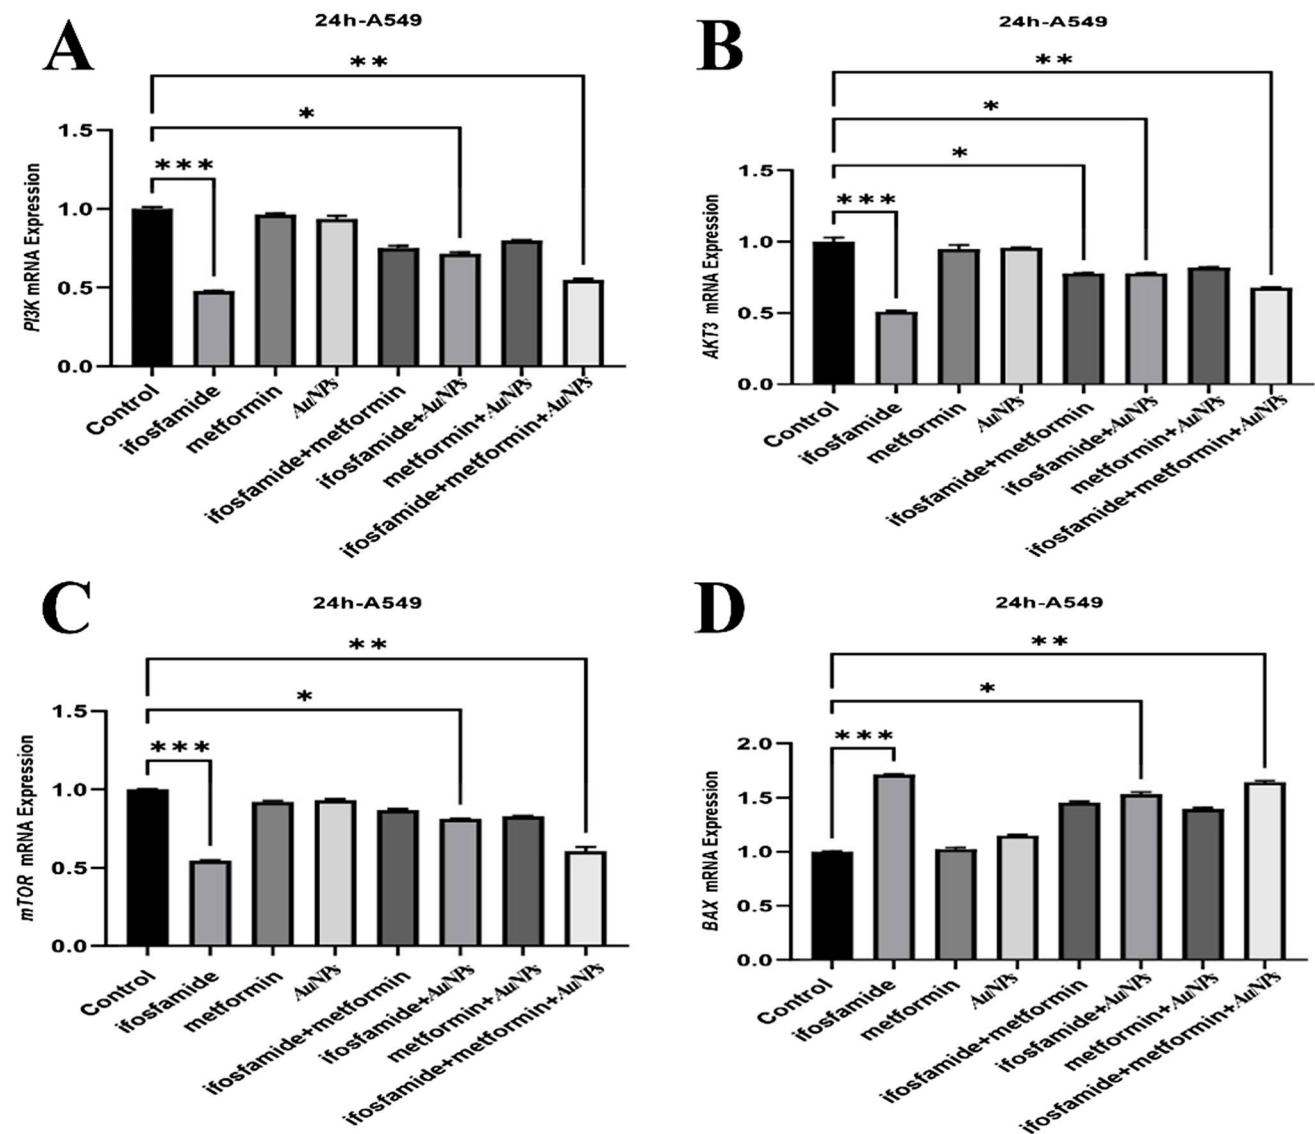 A
24h-A549
**
*
***
PI3K mRNA Expression
1.5
1.0
0.5
0.0
Control
ifosfamide
metformin
AuNPs
ifosfamide+metformin
ifosfamide+AuNPs
metformin+AuNPs
ifosfamide+metformin+AuNPs
B
24h-A549
**
*
*
***
AKT3 mRNA Expression
1.5
1.0
0.5
0.0
Control
ifosfamide
metformin
AuNPs
ifosfamide+metformin
ifosfamide+AuNPs
metformin+AuNPs
ifosfamide+metformin+AuNPs
C
24h-A549
**
*
***
mTOR mRNA Expression
1.5
1.0
0.5
0.0
Control
ifosfamide
metformin
AuNPs
ifosfamide+metformin
ifosfamide+AuNPs
metformin+AuNPs
ifosfamide+metformin+AuNPs
D
24h-A549
**
*
***
BAX mRNA Expression
2.0
1.5
1.0
0.5
0.0
Control
ifosfamide
metformin
AuNPs
ifosfamide+metformin
ifosfamide+AuNPs
metformin+AuNPs
ifosfamide+metformin+AuNPs